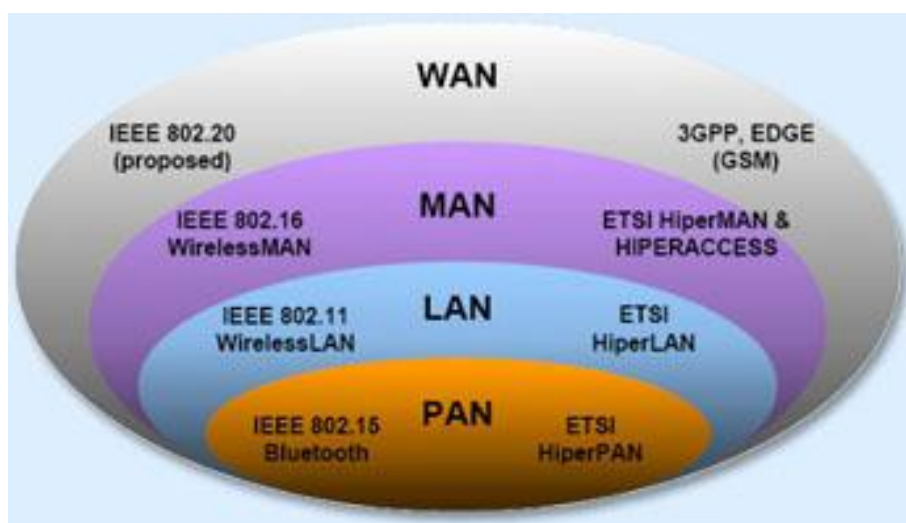 WAN
IEEE 802.20
(proposed)
3GPP, EDGE
(GSM)
MAN
IEEE 802.16
WirelessMAN
ETSI HiperMAN &
HIPERACCESS
LAN
IEEE 802.11
WirelessLAN
ETSI
HiperLAN
PAN
IEEE 802.15
Bluetooth
ETSI
HiperPAN